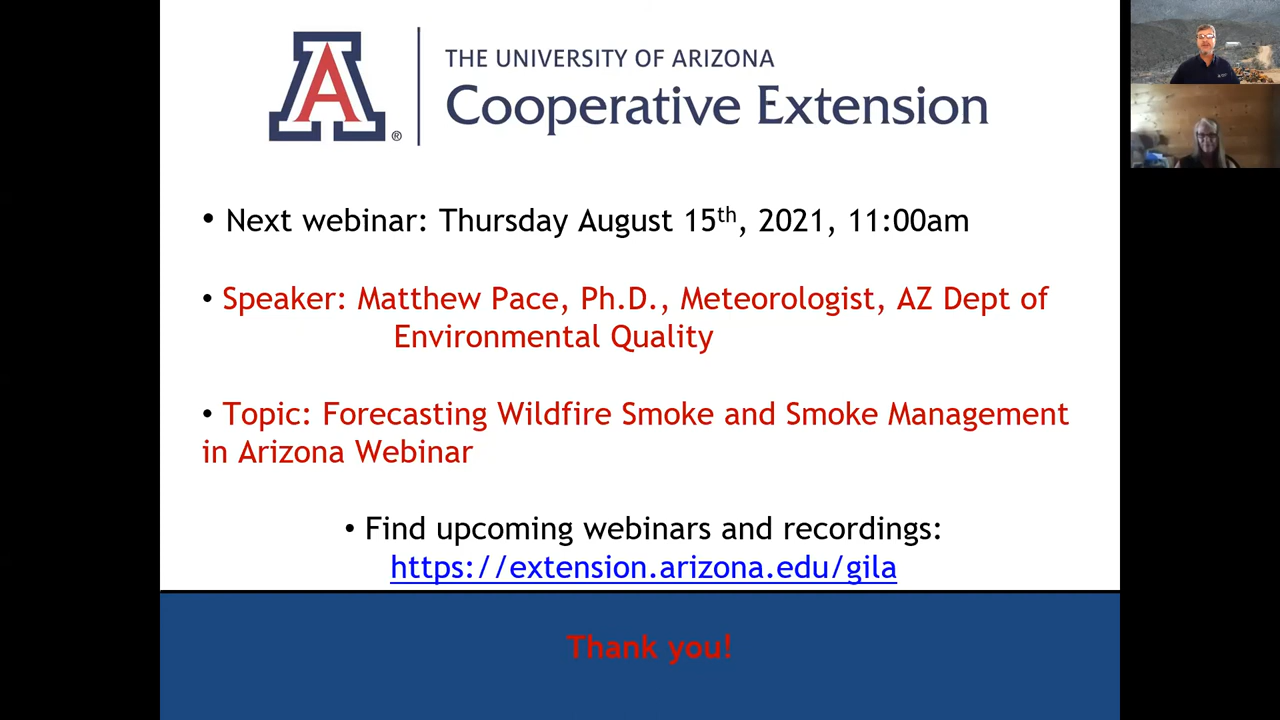 A ®
THE UNIVERSITY OF ARIZONA
Cooperative Extension
• Next webinar: Thursday August 15th, 2021, 11:00am
• Speaker: Matthew Pace, Ph.D., Meteorologist, AZ Dept of
Environmental Quality
• Topic: Forecasting Wildfire Smoke and Smoke Management
in Arizona Webinar
• Find upcoming webinars and recordings:
https://extension.arizona.edu/gila
Thank you!